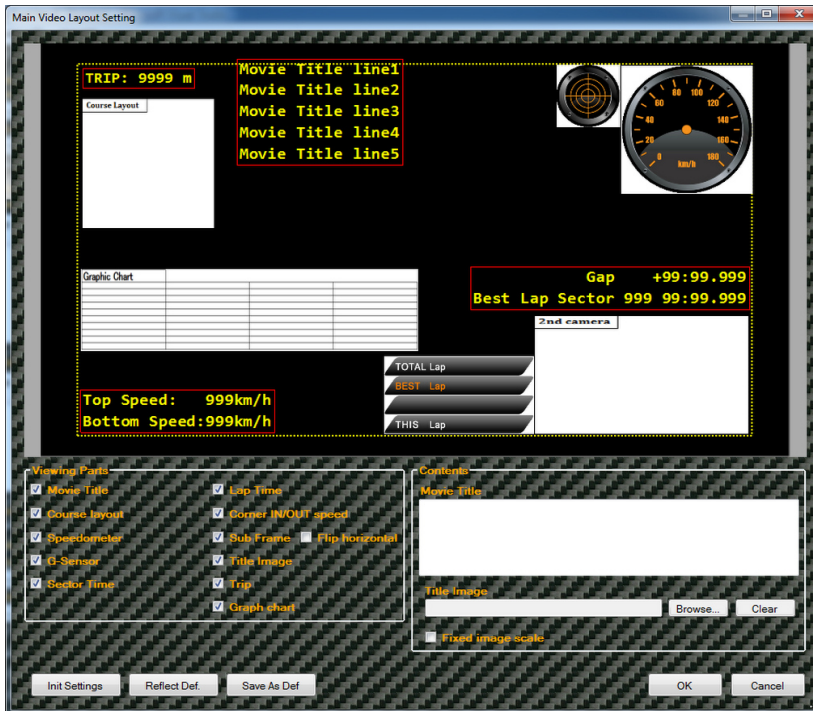 Main Video Layout Setting
TRIP: 9999 m
Movie Title line1
Movie Title line2
Movie Title line3
Movie Title line4
Movie Title line5
Course Layout
0 20 40 60 80 100 120 140 160 180
km/h
Graphic Chart
Gap +99:99.999
Best Lap Sector 999 99:99.999
2nd camera
TOTAL Lap
BEST Lap
THIS Lap
Top Speed: 999km/h
Bottom Speed:999km/h
Viewing Parts
Movie Title
Course layout
Speedometer
G-Sensor
Sector Time
Lap Time
Corner IN/OUT speed
Sub Frame Flip horizontal
Title Image
Trip
Graph chart
Contents
Movie Title
Title Image
Browse... Clear
Fixed image scale
Init Settings Reflect Def. Save As Def OK Cancel